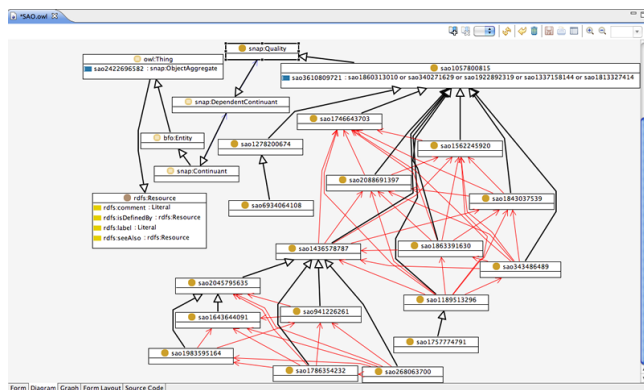 *SAO.owl
snap:Quality
owl:Thing
sao2422696582 : snap:ObjectAggregate
sao1057800815
sao3610809721 : sao1860313010 or sao340271629 or sao1922892319 or sao1337158144 or sao1813327414
snap:DependentContinuant
sao1746643703
bfo:Entity
sao1278200674
sao1562245920
snap:Continuant
sao2088691397
rdfs:Resource
rdfs:comment : Literal
rdfs:isDefinedBy : rdfs:Resource
rdfs:label : Literal
rdfs:seeAlso : rdfs:Resource
sao6934064108
sao1843037539
sao1436578787
sao1863391630
sao343486489
sao2045795635
sao1189513296
sao1643644091
sao941226261
sao1757774791
sao1983595164
sao1786354232
sao268063700
Form Diagram Graph Form Layout Source Code